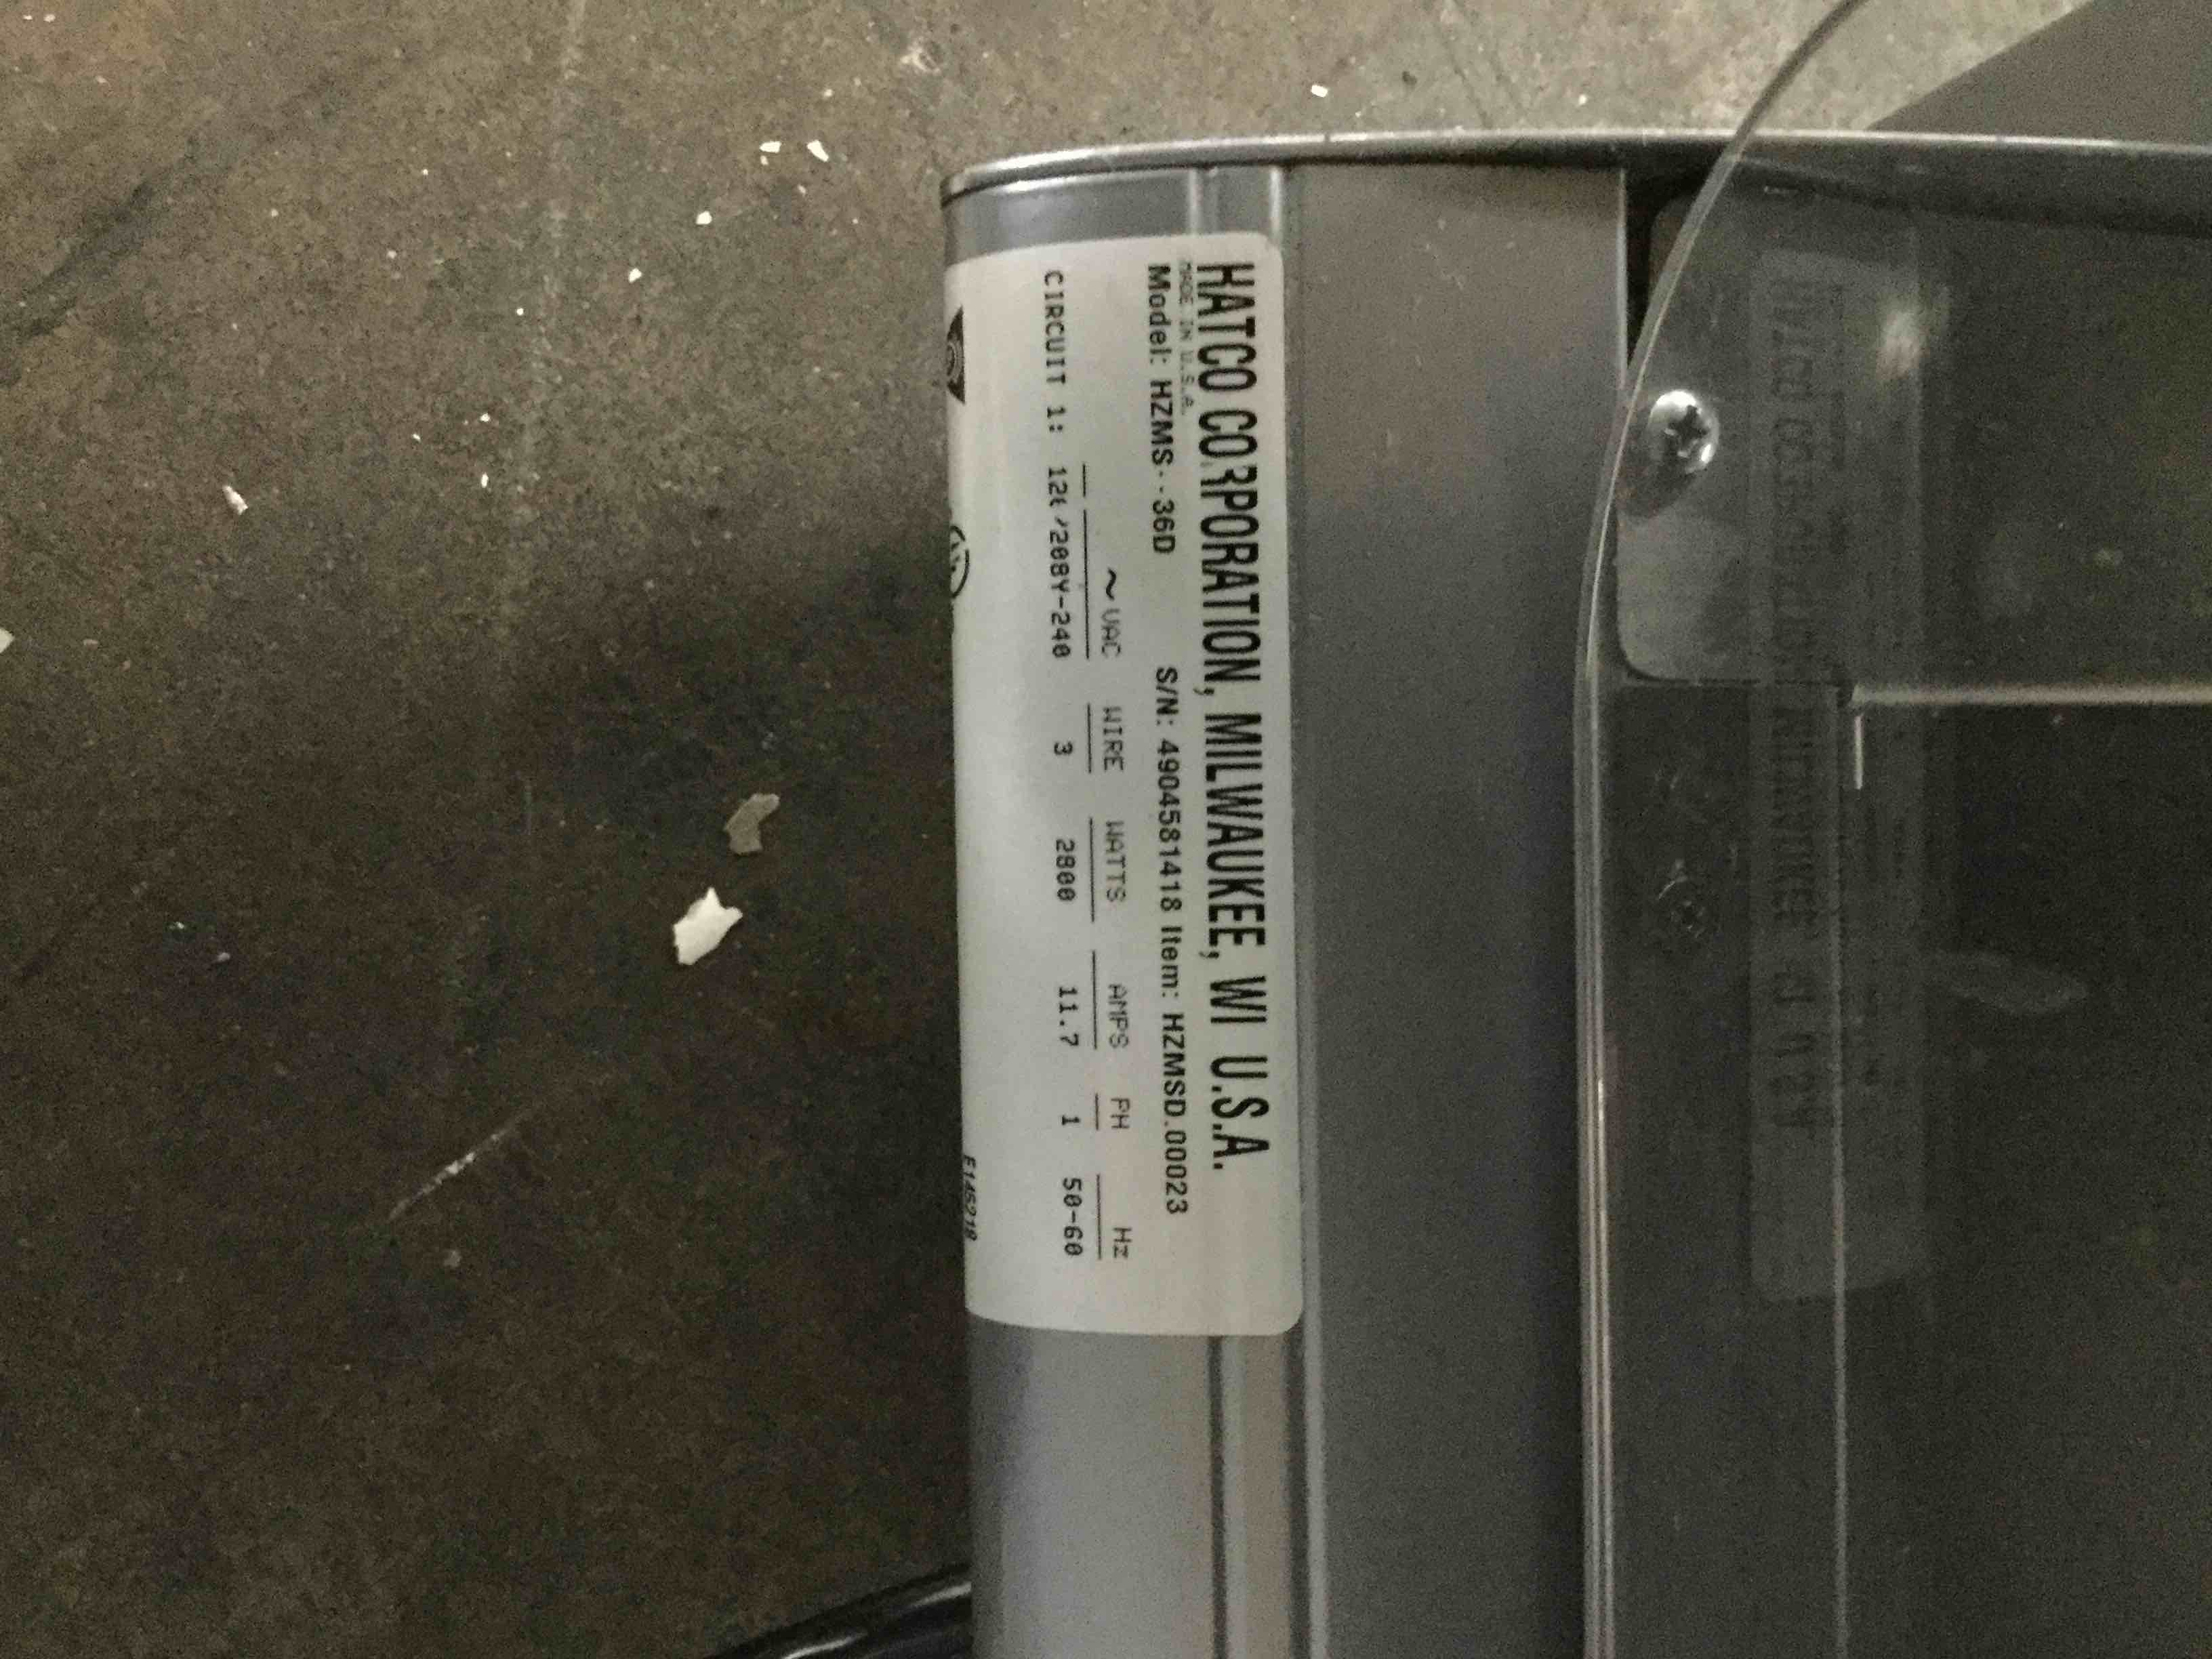 HATCO CORPORATION, MILWAUKEE, WI U.S.A.
MADE IN U.S.A.
Model: HZMS--36D S/N: 4904581418 Item: HZMSD.00023
~VAC WIRE WATTS AMPS PH Hz
CIRCUIT 1: /208Y-240 3 2800 11.7 1 50-60